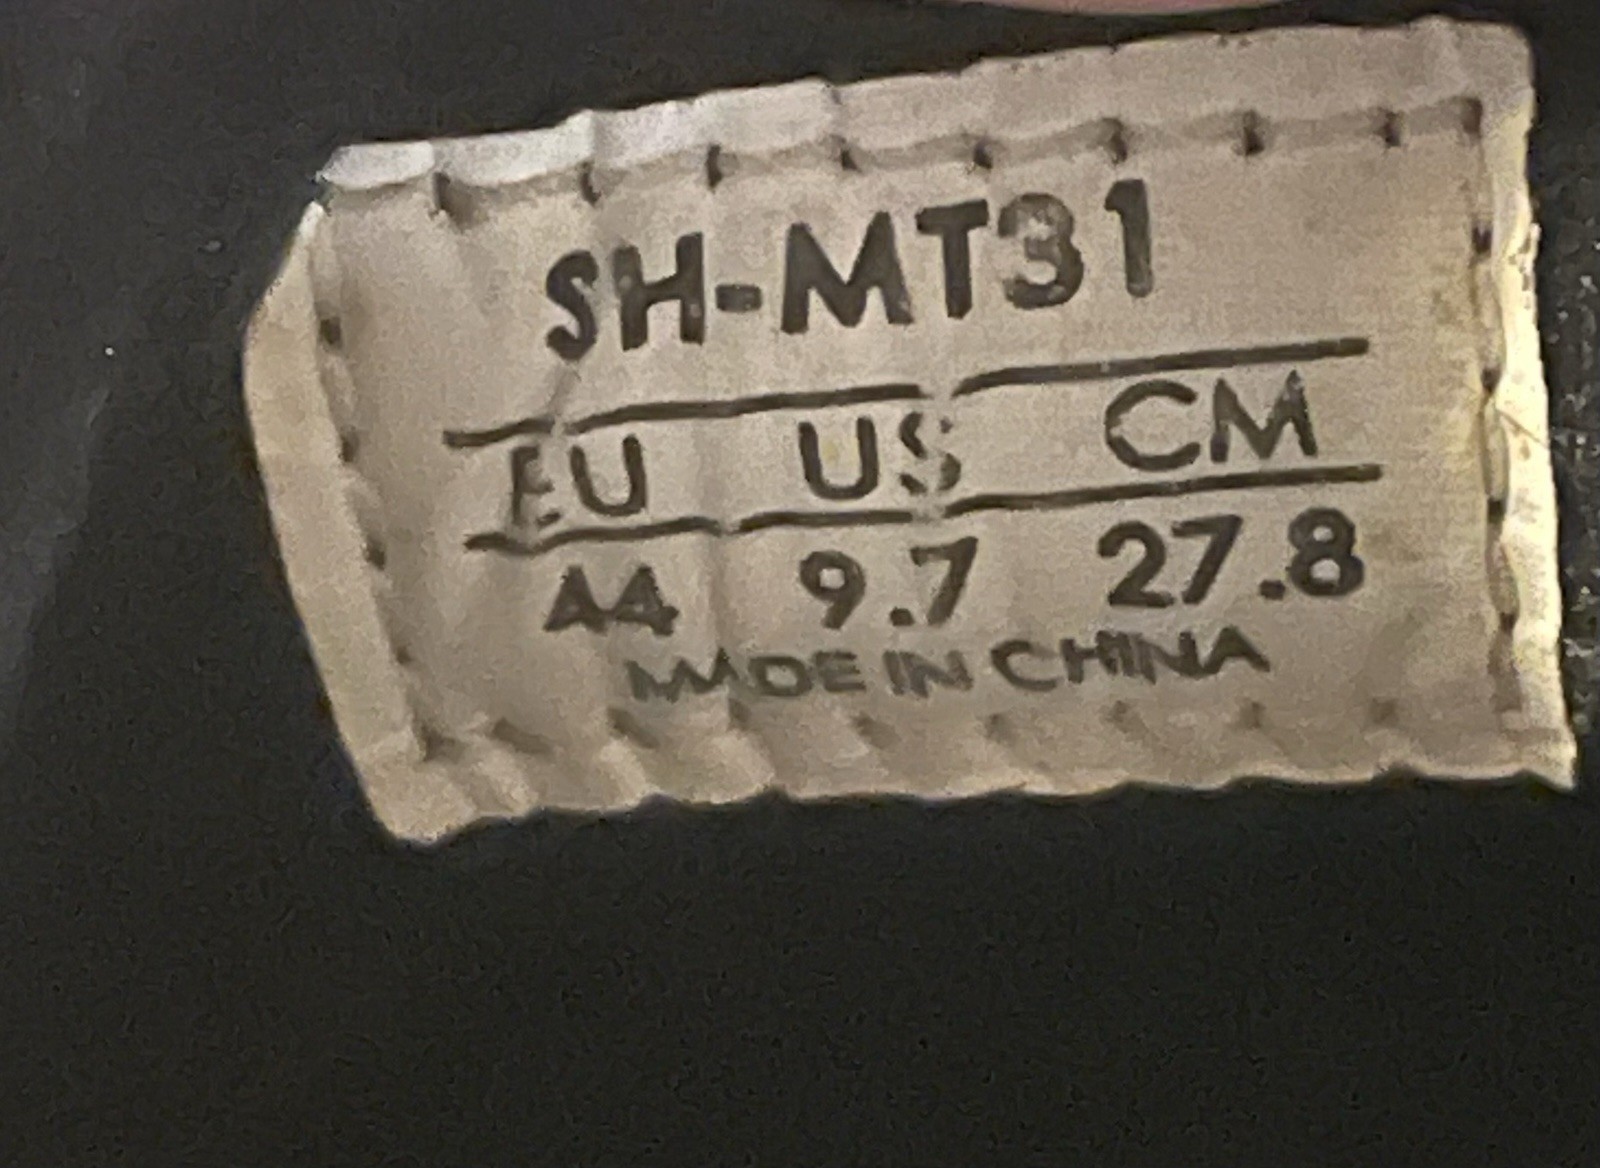 SH-MT31
EU US CM
44 9.7 27.8
MADE IN CHINA